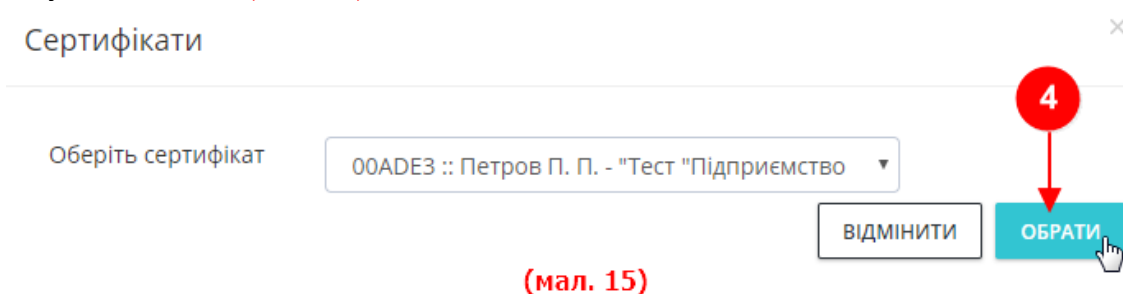 Сертифікати
4
Оберіть сертифікат
00ADE3 :: Петров П. П. - "Тест "Підприємство
ВІДМІНИТИ ОБРАТИ
(мал. 15)